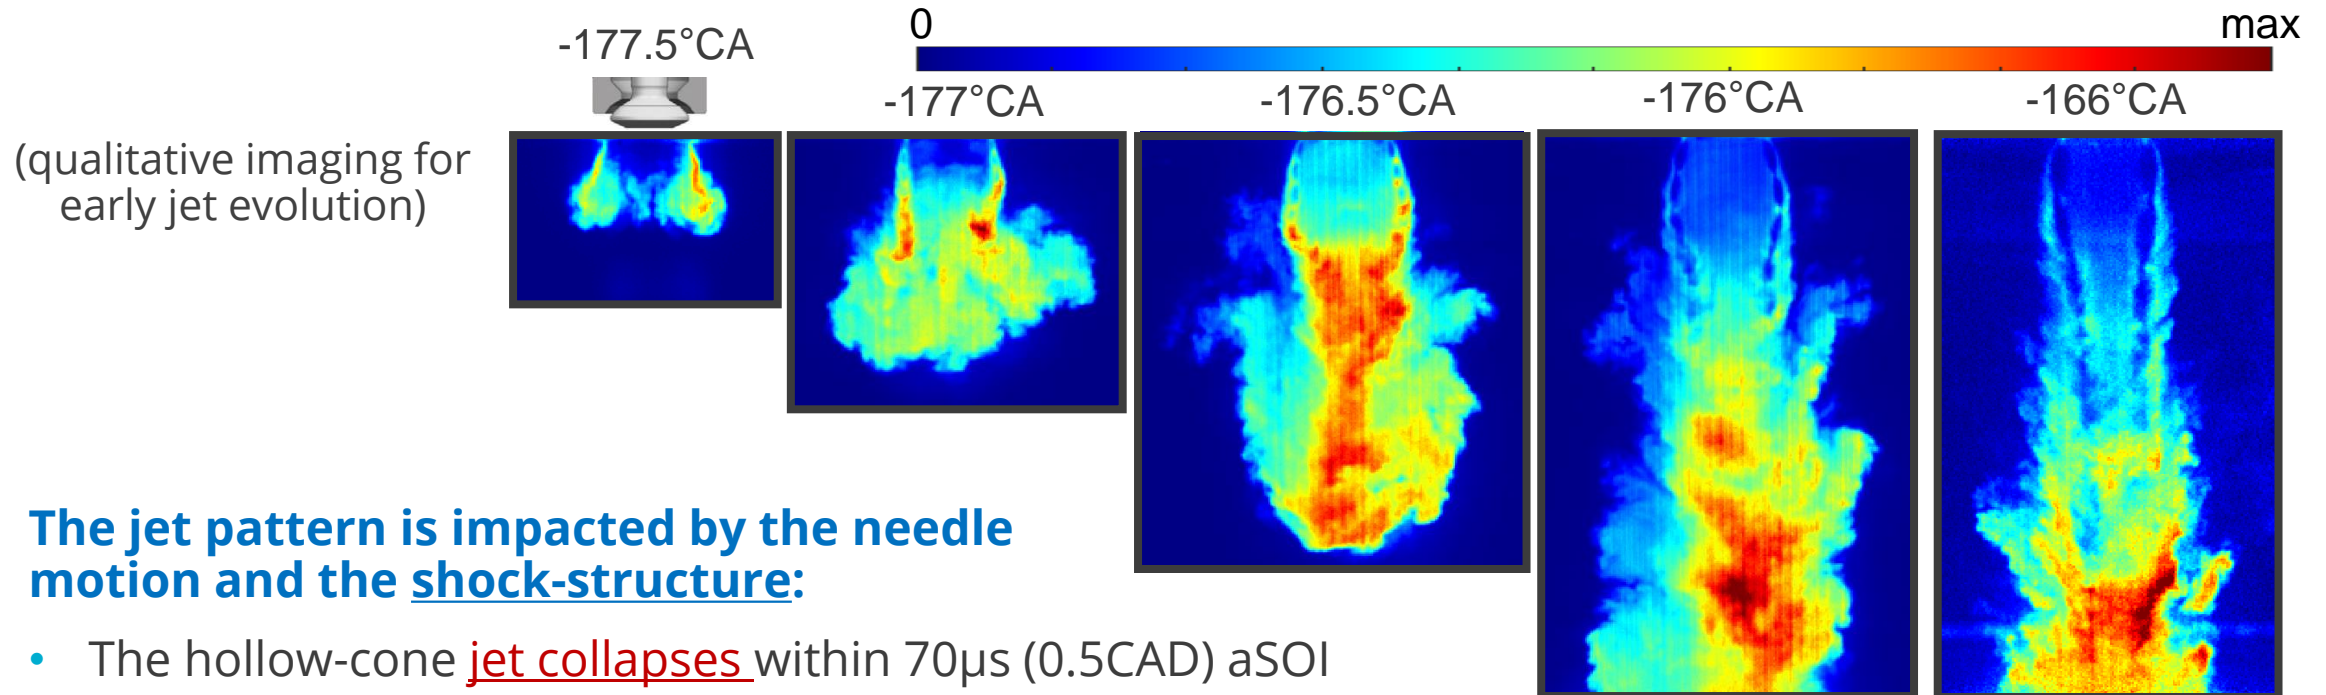 0
max
-177.5°CA
-177°CA
-176.5°CA
-176°CA
-166°CA
(qualitative imaging for
early jet evolution)
The jet pattern is impacted by the needle
motion and the shock-structure:
• The hollow-cone jet collapses within 70µs (0.5CAD) aSOI